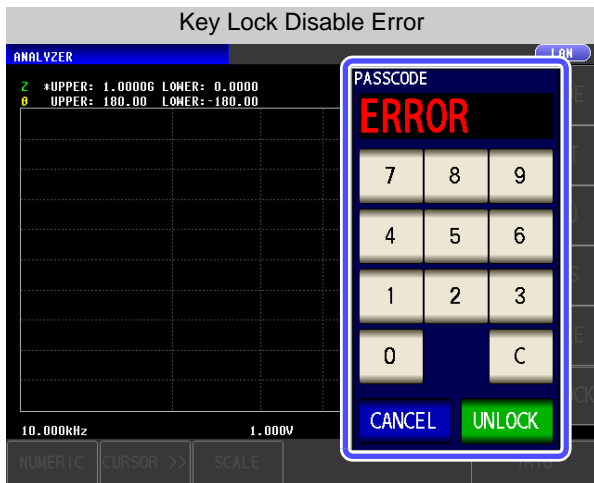 Key Lock Disable Error
ANALYZER
LAN
Z *UPPER: 1.0000G LOWER: 0.0000
θ UPPER: 180.00 LOWER:-180.00
PASSCODE
ERROR
7 8 9
4 5 6
1 2 3
0 C
CANCEL UNLOCK
10.000kHz 1.000V
NUMERIC CURSOR >> SCALE